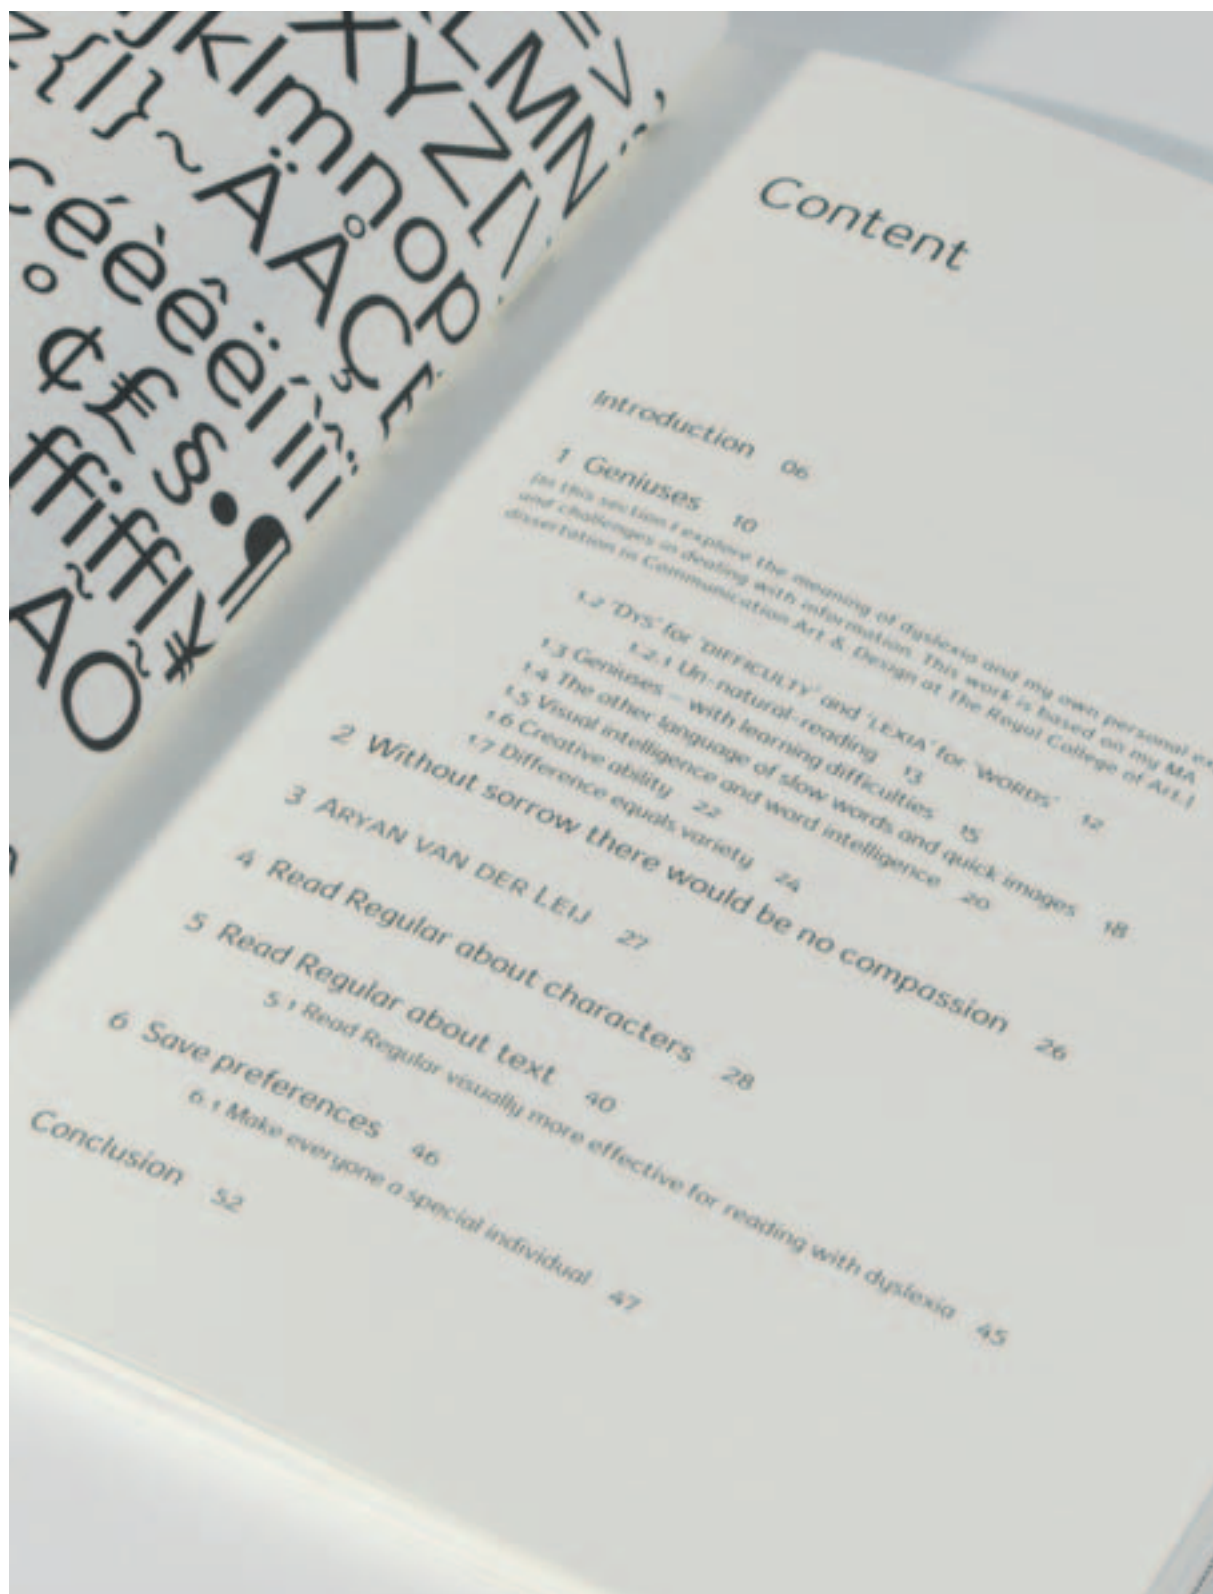 = > ,
L M N
X Y Z [ \
j k l m n o p
z { | } ~ Ä Å Ç É
ç é è ê ë í ì î ï
° ¢ £ § • ¶
ffi ffl ¥
Ã Õ
Content
Introduction 06
1 Geniuses 10
[In this section I explore the meaning of dyslexia and my own personal
and challenges in dealing with information. This work is based on my MA
dissertation in Communication Art & Design at The Royal College of Art.]
1.2 'DYS' for 'DIFFICULTY' and 'LEXIA' for 'WORDS' 12
1.2.1 Un-natural-reading 13
1.3 Geniuses – with learning difficulties 15
1.4 The other language of slow words and quick images 18
1.5 Visual intelligence and word intelligence 20
1.6 Creative ability 22
1.7 Difference equals variety 24
2 Without sorrow there would be no compassion 26
3 ARYAN VAN DER LEIJ 27
4 Read Regular about characters 28
5 Read Regular about text 40
5.1 Read Regular visually more effective for reading with dyslexia 45
6 Save preferences 46
6.1 Make everyone a special individual 47
Conclusion 52